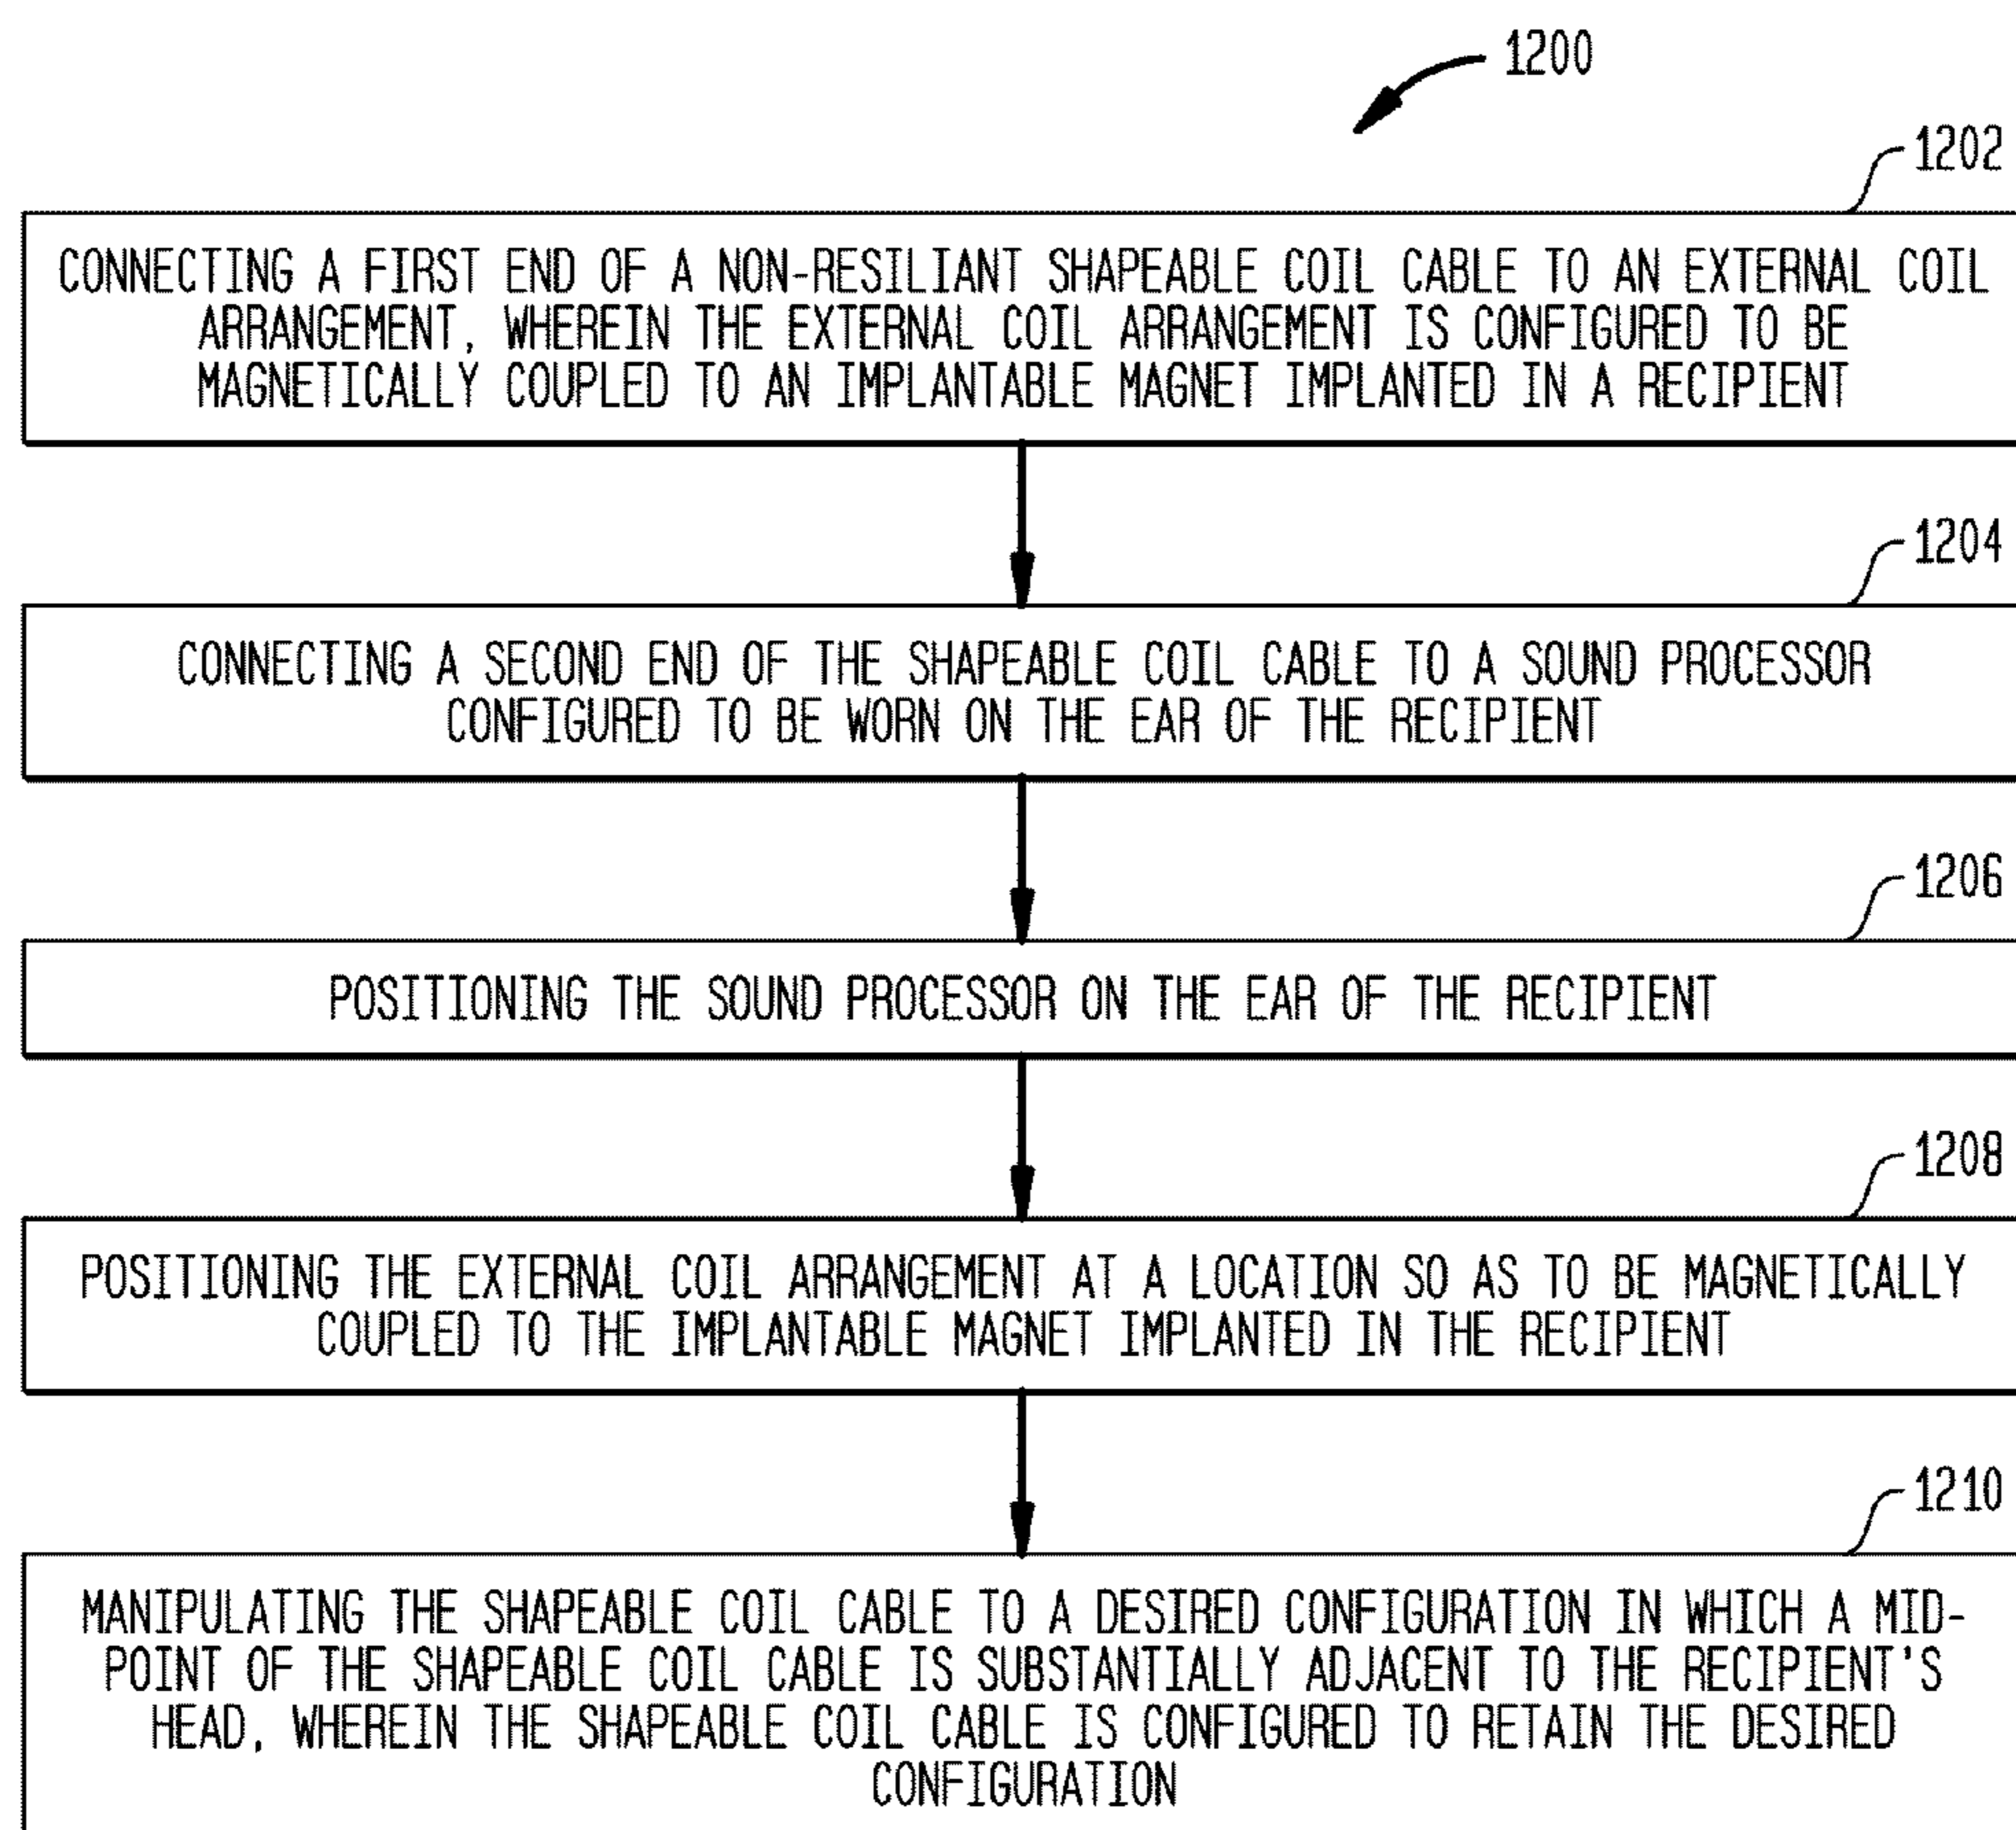 1200
1202
CONNECTING A FIRST END OF A NON-RESILIANT SHAPEABLE COIL CABLE TO AN EXTERNAL COIL
ARRANGEMENT, WHEREIN THE EXTERNAL COIL ARRANGEMENT IS CONFIGURED TO BE
MAGNETICALLY COUPLED TO AN IMPLANTABLE MAGNET IMPLANTED IN A RECIPIENT
1204
CONNECTING A SECOND END OF THE SHAPEABLE COIL CABLE TO A SOUND PROCESSOR
CONFIGURED TO BE WORN ON THE EAR OF THE RECIPIENT
1206
POSITIONING THE SOUND PROCESSOR ON THE EAR OF THE RECIPIENT
1208
POSITIONING THE EXTERNAL COIL ARRANGEMENT AT A LOCATION SO AS TO BE MAGNETICALLY
COUPLED TO THE IMPLANTABLE MAGNET IMPLANTED IN THE RECIPIENT
1210
MANIPULATING THE SHAPEABLE COIL CABLE TO A DESIRED CONFIGURATION IN WHICH A MID-
POINT OF THE SHAPEABLE COIL CABLE IS SUBSTANTIALLY ADJACENT TO THE RECIPIENT'S
HEAD, WHEREIN THE SHAPEABLE COIL CABLE IS CONFIGURED TO RETAIN THE DESIRED
CONFIGURATION